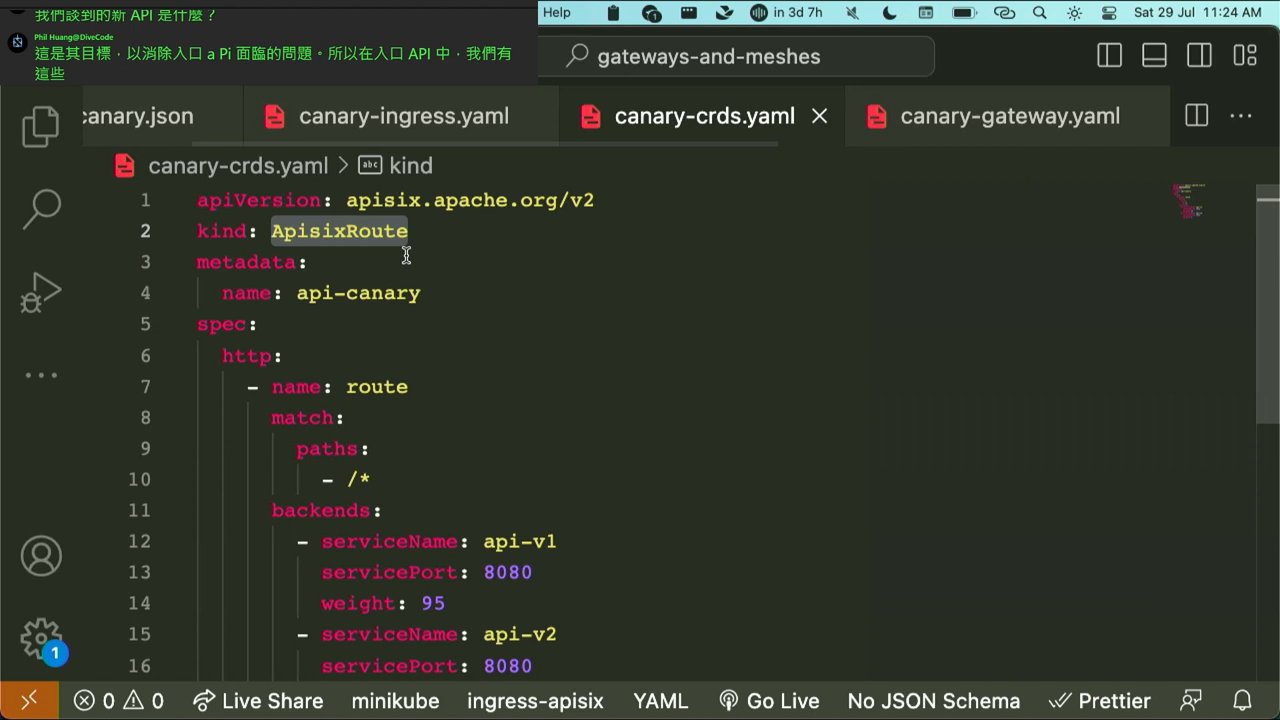 我們談到的新 API 是什麼？
Phil Huang@DiveCode
這是其目標，以消除入口 a Pi 面臨的問題。所以在入口 API 中，我們有
這些
Help
in 3d 7h
Sat 29 Jul 11:24 AM
gateways-and-meshes
canary.json
canary-ingress.yaml
canary-crds.yaml
canary-gateway.yaml
canary-crds.yaml > abc kind
1 apiVersion: apisix.apache.org/v2
2 kind: ApisixRoute
3 metadata:
4 name: api-canary
5 spec:
6 http:
7 - name: route
8 match:
9 paths:
10 - /*
11 backends:
12 - serviceName: api-v1
13 servicePort: 8080
14 weight: 95
15 - serviceName: api-v2
16 servicePort: 8080
1
0 0 Live Share minikube ingress-apisix YAML Go Live No JSON Schema Prettier